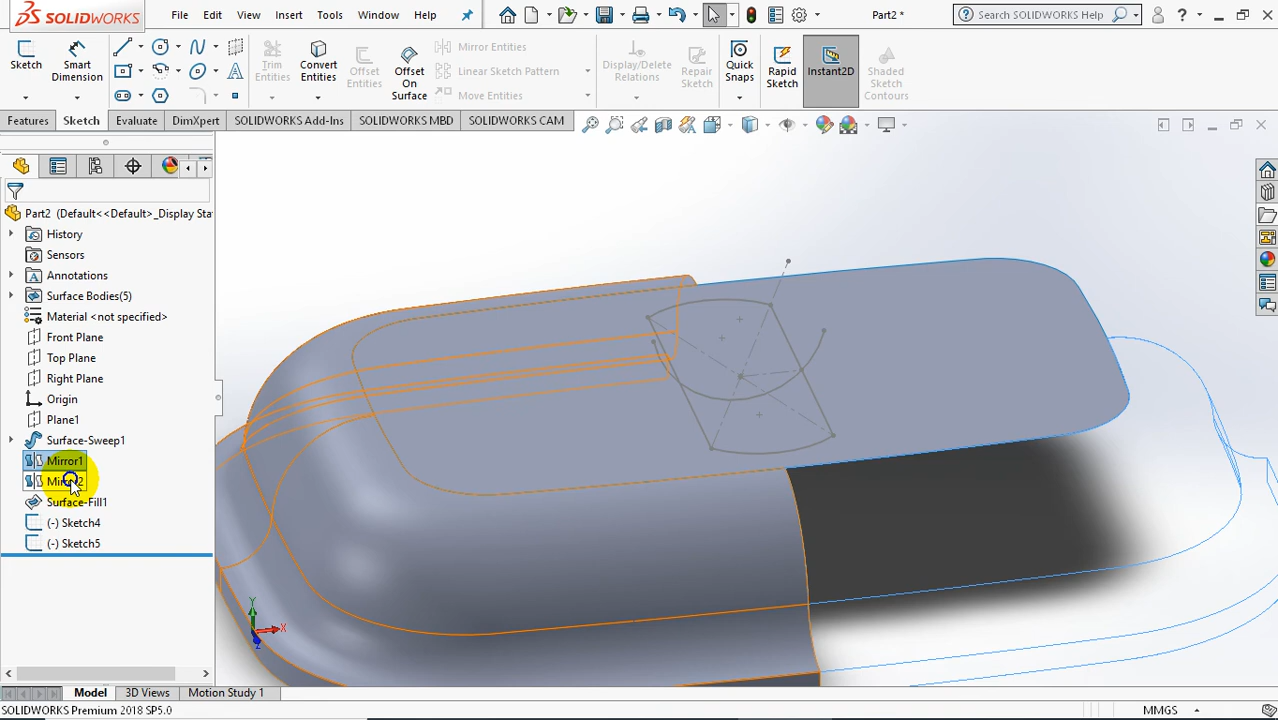 SOLIDWORKS File Edit View Insert Tools Window Help Part2 * Search SOLIDWORKS Help ?
Sketch Smart Dimension Trim Entities Convert Entities Offset Entities Offset On Surface Mirror Entities Linear Sketch Pattern Move Entities Display/Delete Relations Repair Sketch Quick Snaps Rapid Sketch Instant2D Shaded Sketch Contours
Features Sketch Evaluate DimXpert SOLIDWORKS Add-Ins SOLIDWORKS MBD SOLIDWORKS CAM
Part2 (Default<<Default>_Display Sta
History
Sensors
Annotations
Surface Bodies(5)
Material <not specified>
Front Plane
Top Plane
Right Plane
Origin
Plane1
Surface-Sweep1
Mirror1
Surface-Fill1
(-) Sketch4
(-) Sketch5
Y
X
Z
Model 3D Views Motion Study 1
SOLIDWORKS Premium 2018 SP5.0 MMGS